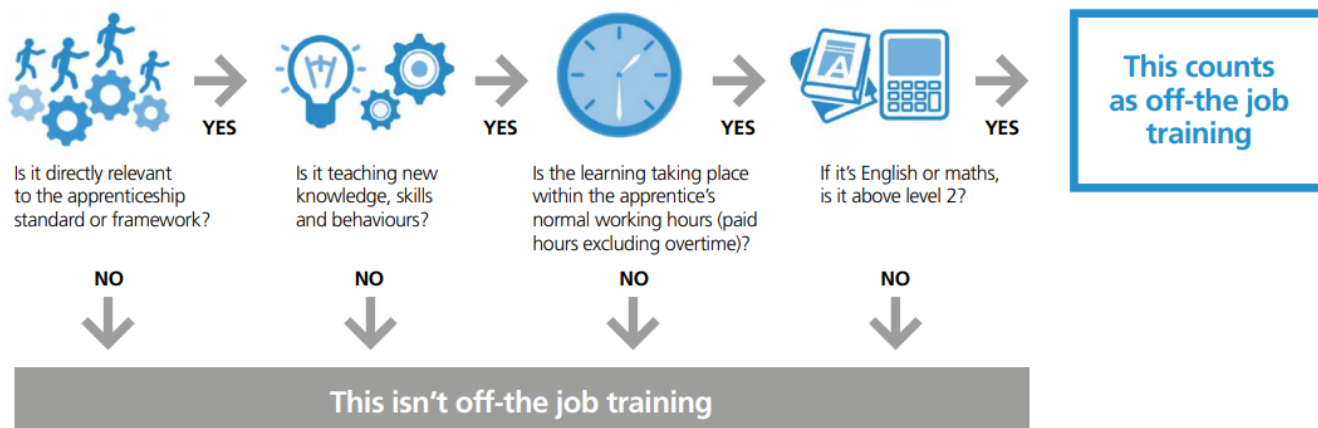 YES
YES
YES
YES
This counts
as off-the job
training
Is it directly relevant
to the apprenticeship
standard or framework?
Is it teaching new
knowledge, skills
and behaviours?
Is the learning taking place
within the apprentice's
normal working hours (paid
hours excluding overtime)?
If it's English or maths,
is it above level 2?
NO
NO
NO
NO
This isn't off-the job training
A